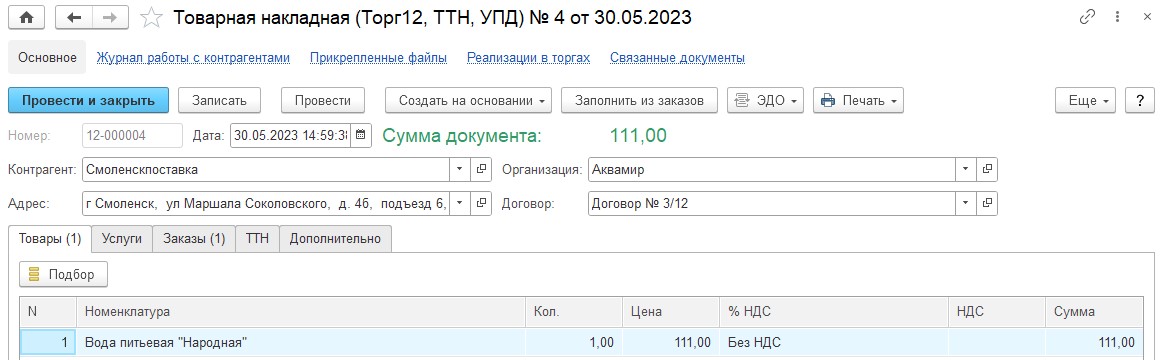 Товарная накладная (Торг12, ТТН, УПД) № 4 от 30.05.2023
Основное Журнал работы с контрагентами Прикрепленные файлы Реализации в торгах Связанные документы
Провести и закрыть Записать Провести Создать на основании Заполнить из заказов ЭДО Печать Еще ?
Номер: 12-000004 Дата: 30.05.2023 14:59:38 Сумма документа: 111,00
Контрагент: Смоленскпоставка Организация: Аквамир
Адрес: г Смоленск, ул Маршала Соколовского, д. 4б, подъезд 6, Договор: Договор № 3/12
Товары (1) Услуги Заказы (1) ТТН Дополнительно
Подбор
N Номенклатура Кол. Цена % НДС НДС Сумма
1 Вода питьевая "Народная" 1,00 111,00 Без НДС 111,00